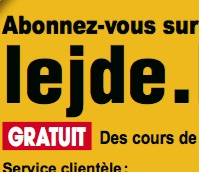 Abonnez-vous sur
lejde.
GRATUIT Des cours de
Service clientèle :